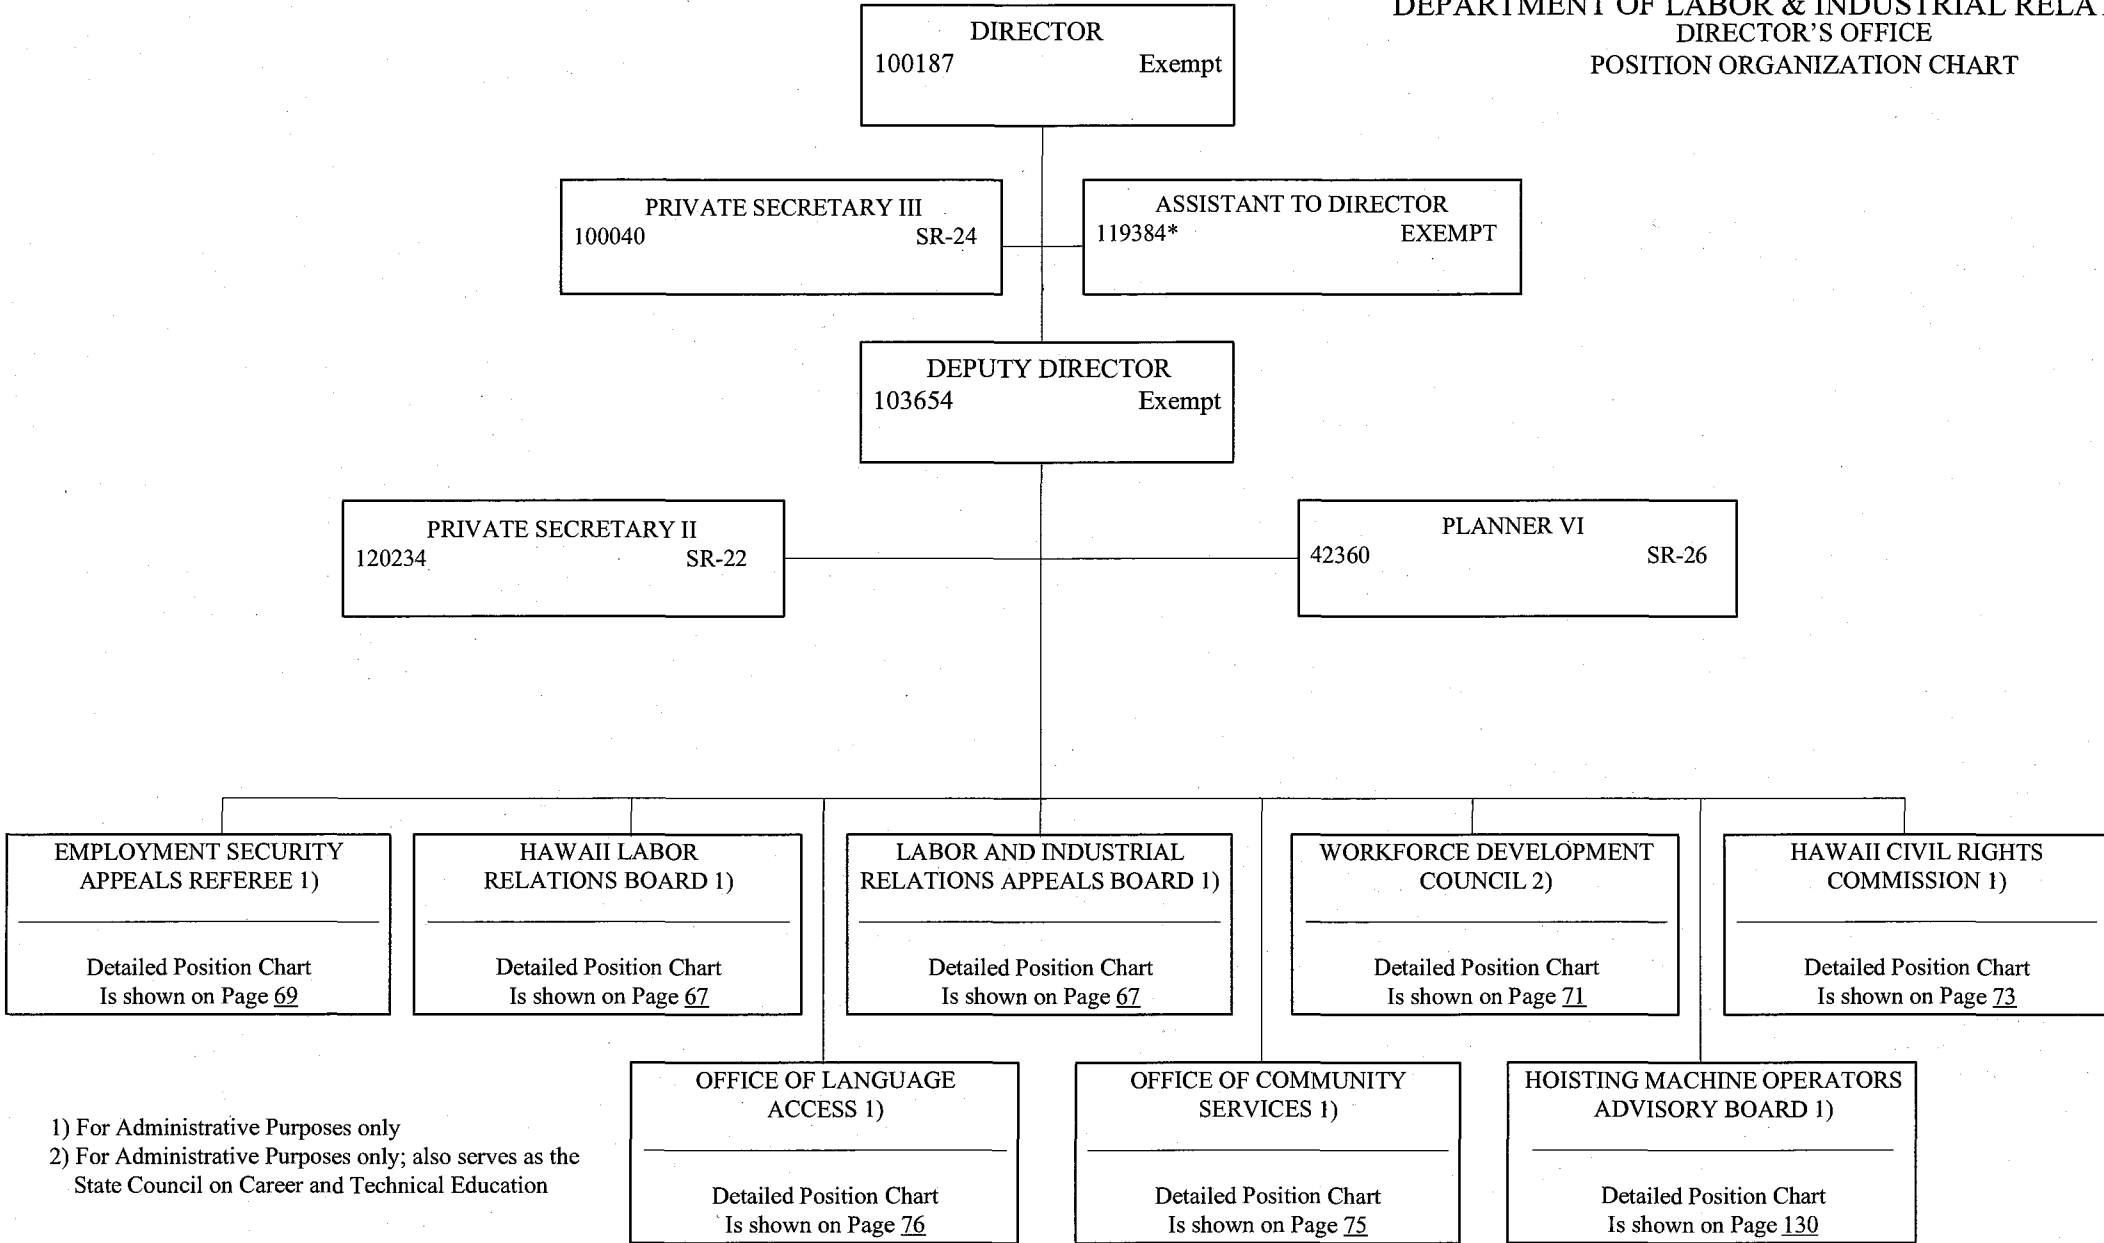 DEPARTMENT OF LABOR & INDUSTRIAL
DIRECTOR'S OFFICE
POSITION ORGANIZATION CHART
DIRECTOR
100187 Exempt
PRIVATE SECRETARY III
100040 SR-24
ASSISTANT TO DIRECTOR
119384* EXEMPT
DEPUTY DIRECTOR
103654 Exempt
PRIVATE SECRETARY II
120234 SR-22
PLANNER VI
42360 SR-26
EMPLOYMENT SECURITY
APPEALS REFEREE 1)
Detailed Position Chart
Is shown on Page 69
HAWAII LABOR
RELATIONS BOARD 1)
Detailed Position Chart
Is shown on Page 67
LABOR AND INDUSTRIAL
RELATIONS APPEALS BOARD 1)
Detailed Position Chart
Is shown on Page 67
WORKFORCE DEVELOPMENT
COUNCIL 2)
Detailed Position Chart
Is shown on Page 71
HAWAII CIVIL RIGHTS
COMMISSION 1)
Detailed Position Chart
Is shown on Page 73
OFFICE OF LANGUAGE
ACCESS 1)
Detailed Position Chart
Is shown on Page 76
OFFICE OF COMMUNITY
SERVICES 1)
Detailed Position Chart
Is shown on Page 75
HOISTING MACHINE OPERATORS
ADVISORY BOARD 1)
Detailed Position Chart
Is shown on Page 130
1) For Administrative Purposes only
2) For Administrative Purposes only; also serves as the
State Council on Career and Technical Education